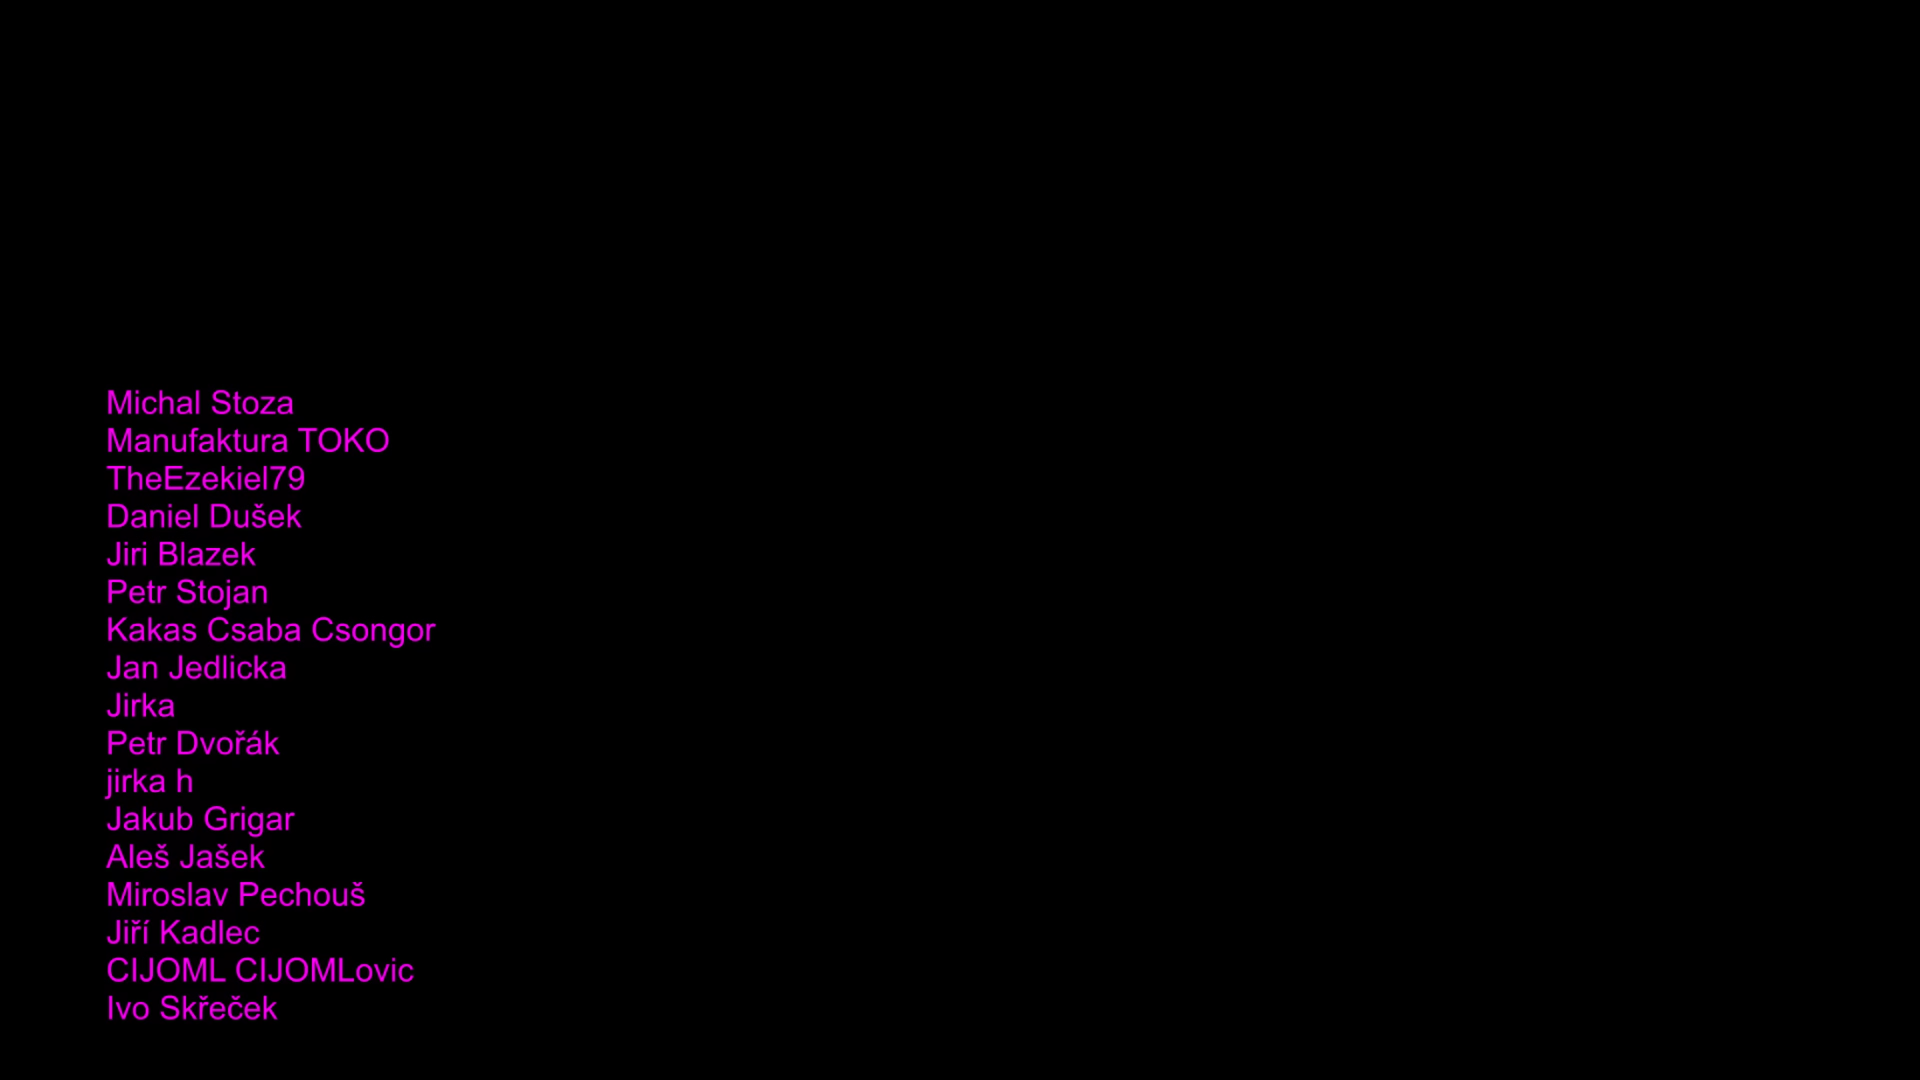 Michal Stoza
Manufaktura TOKO
TheEzekiel79
Daniel Dušek
Jiri Blazek
Petr Stojan
Kakas Csaba Csongor
Jan Jedlicka
Jirka
Petr Dvořák
jirka h
Jakub Grigar
Aleš Jašek
Miroslav Pechouš
Jiří Kadlec
CIJOML CIJOMLovic
Ivo Skřeček